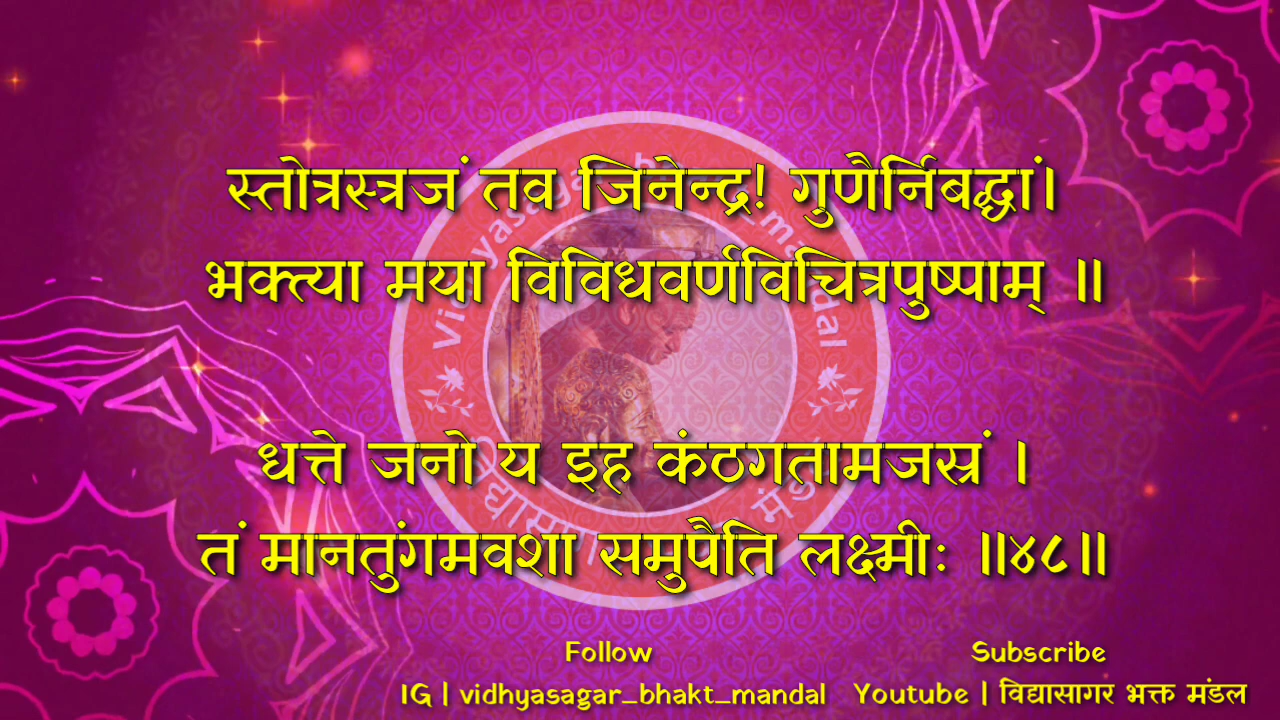 स्तोत्रस्त्रजं तव जिनेन्द्र! गुणैर्निबद्धां।
भक्त्या मया विविधवर्णविचित्रपुष्पाम् ॥
धत्ते जनो य इह कंठगतामजस्रं ।
तं मानतुंगमवशा समुपैति लक्ष्मीः ॥४८॥
Follow
Subscribe
IG | vidhyasagar_bhakt_mandal
Youtube | विद्यासागर भक्त मंडल